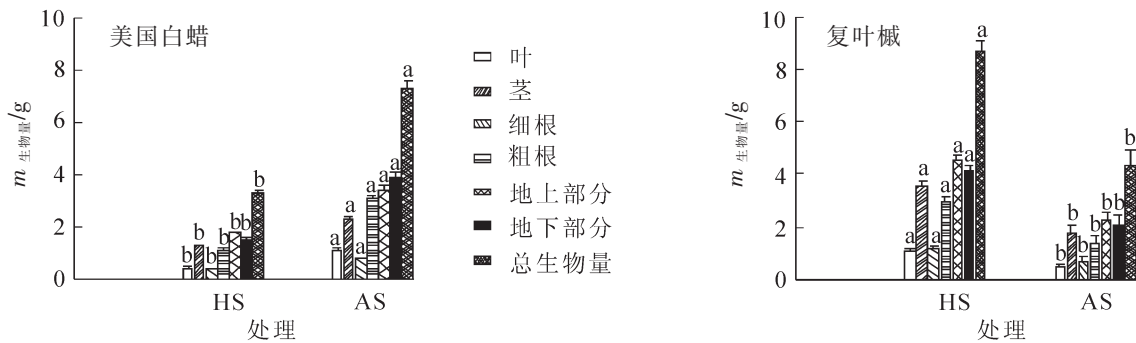 美国白蜡
m 生物量/g
10
8
6
4
2
0
b b b b b b b
a a a a a a a
HS AS
处理
叶
茎
细根
粗根
地上部分
地下部分
总生物量
复叶槭
m 生物量/g
10
8
6
4
2
0
a a a a a a a
b b b b b b b
HS AS
处理